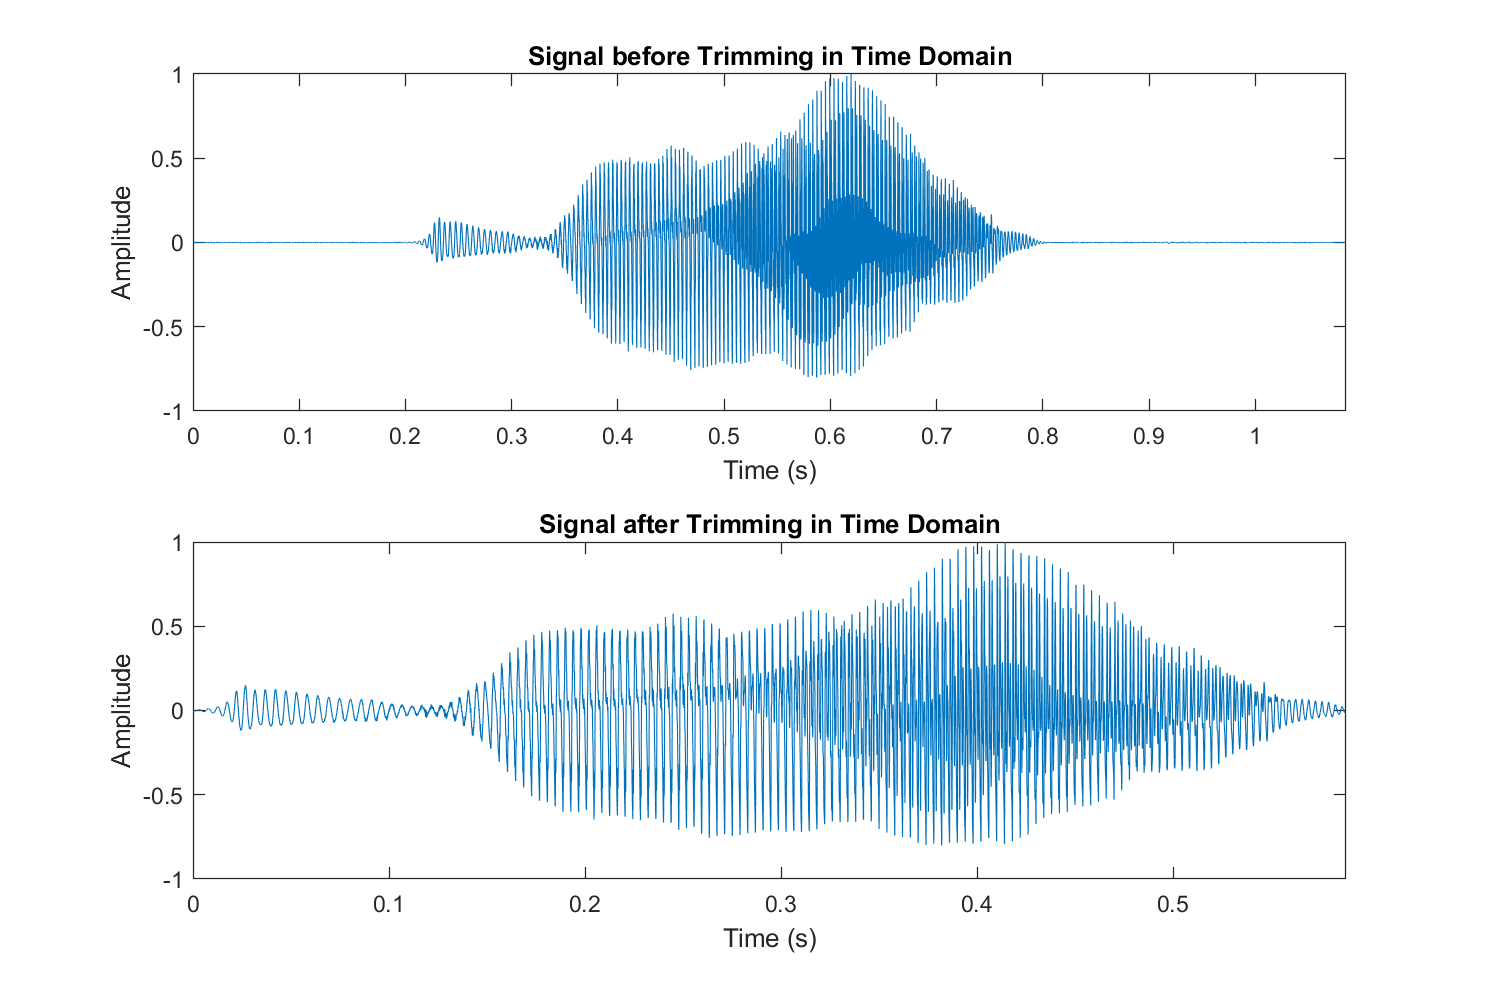 Signal before Trimming in Time Domain
1
0.5
0
-0.5
-1
Amplitude
0 0.1 0.2 0.3 0.4 0.5 0.6 0.7 0.8 0.9 1
Time (s)
Signal after Trimming in Time Domain
1
0.5
0
-0.5
-1
Amplitude
0 0.1 0.2 0.3 0.4 0.5
Time (s)